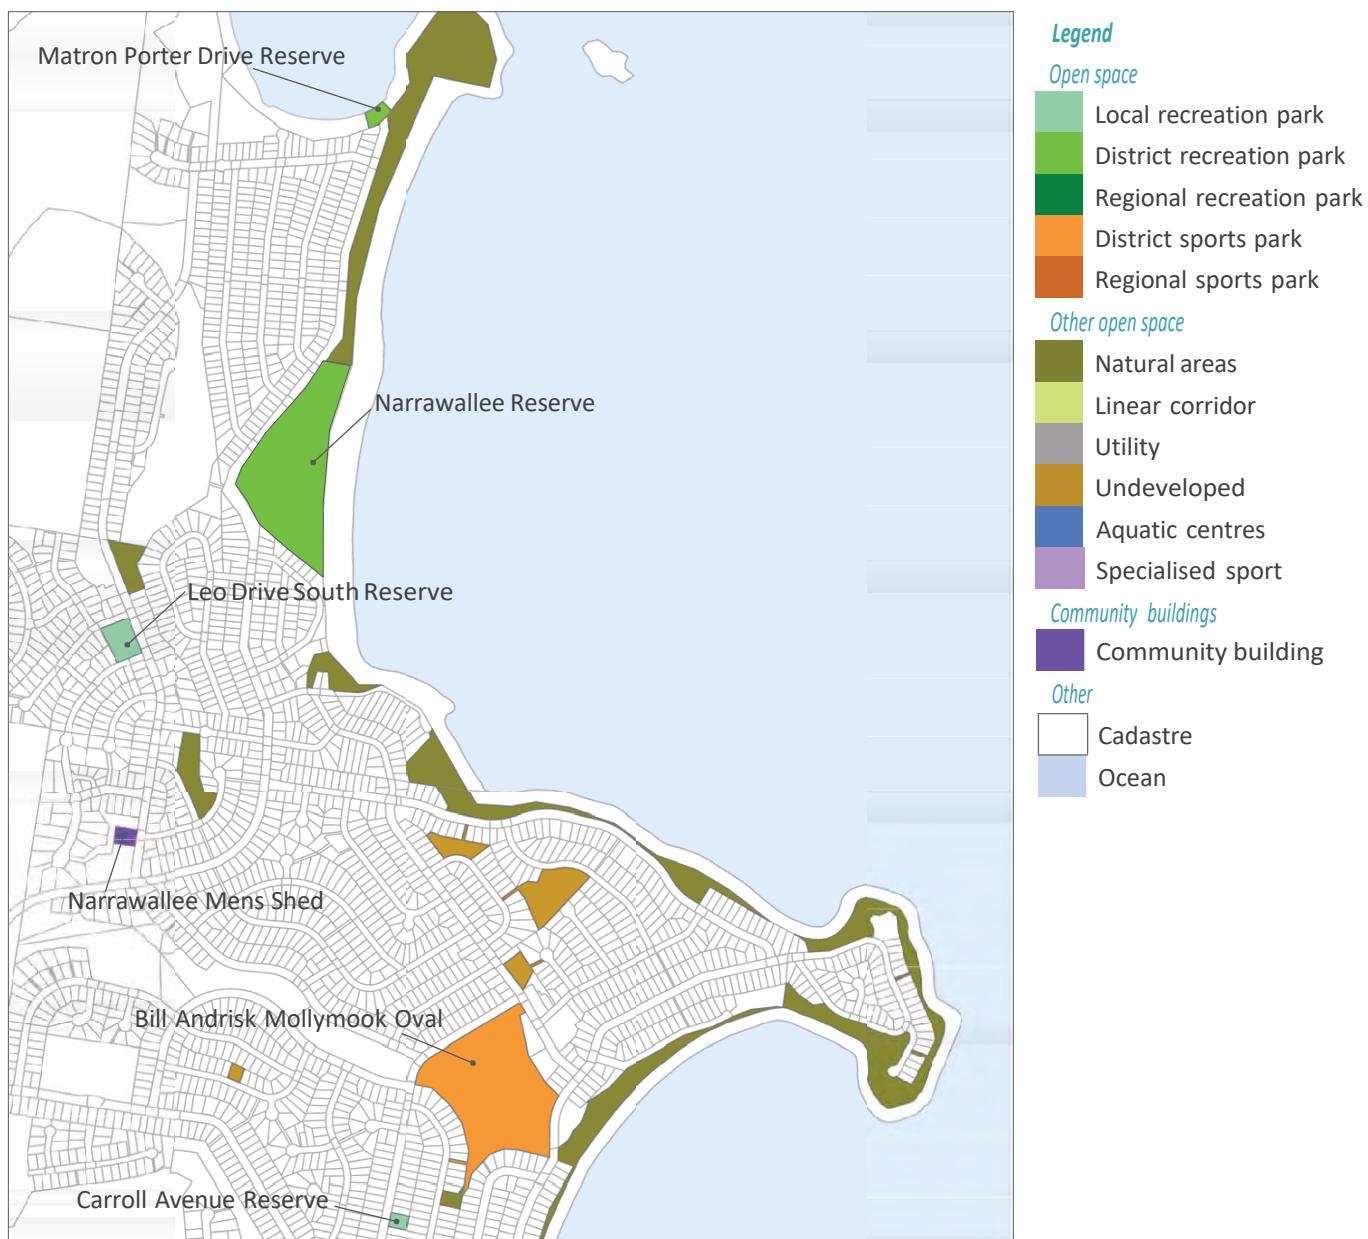 Matron Porter Drive Reserve
Narrawallee Reserve
Leo Drive South Reserve
Narrawallee Mens Shed
Bill Andrisk Mollymook Oval
Carroll Avenue Reserve
Legend
Open space
Local recreation park
District recreation park
Regional recreation park
District sports park
Regional sports park
Other open space
Natural areas
Linear corridor
Utility
Undeveloped
Aquatic centres
Specialised sport
Community buildings
Community building
Other
Cadastre
Ocean